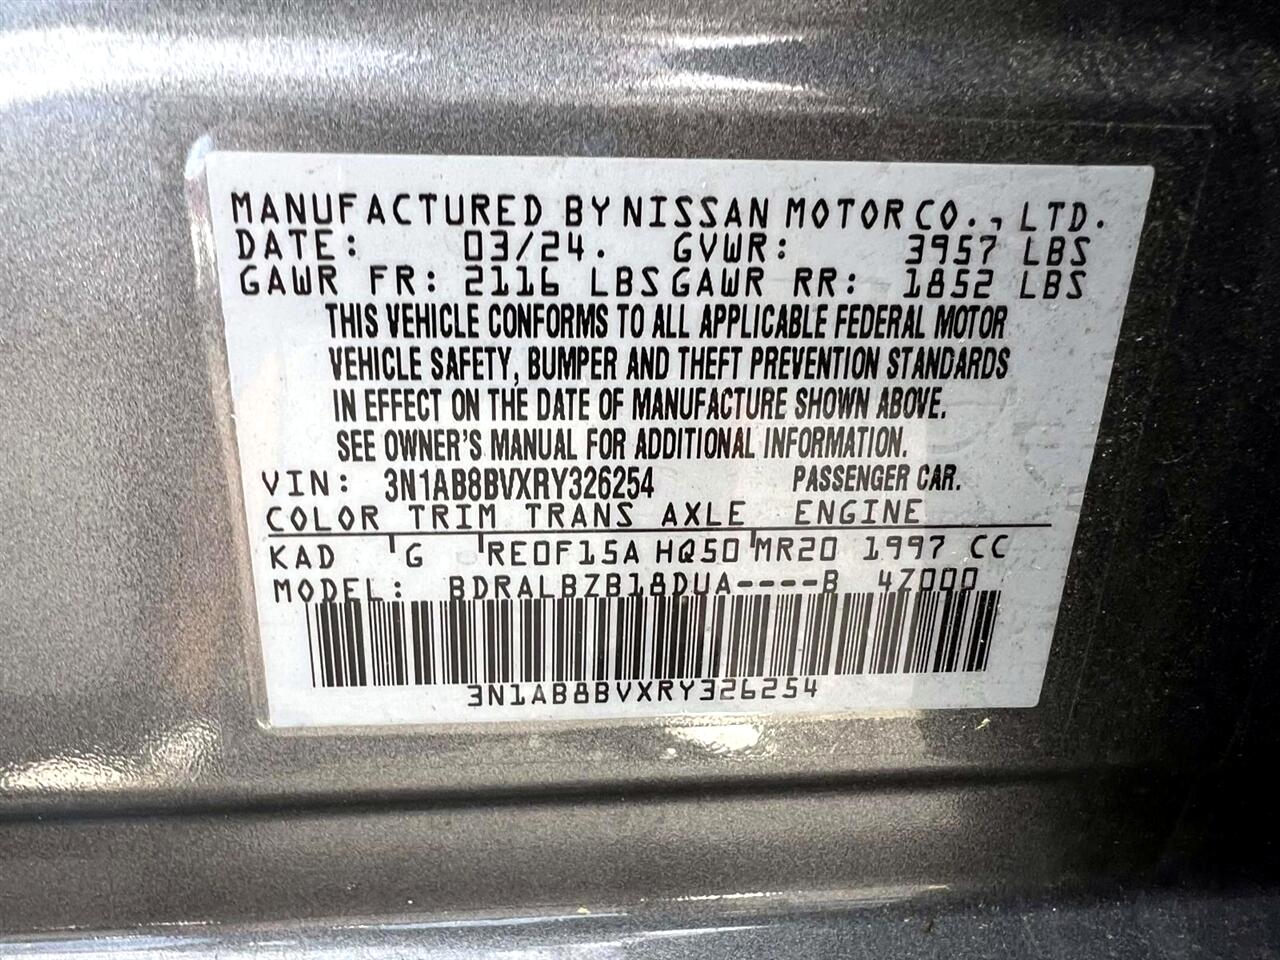 MANUFACTURED BY NISSAN MOTOR CO., LTD.
DATE: 03/24. GVWR: 3957 LBS
GAWR FR: 2116 LBS GAWR RR: 1852 LBS
THIS VEHICLE CONFORMS TO ALL APPLICABLE FEDERAL MOTOR
VEHICLE SAFETY, BUMPER AND THEFT PREVENTION STANDARDS
IN EFFECT ON THE DATE OF MANUFACTURE SHOWN ABOVE.
SEE OWNER'S MANUAL FOR ADDITIONAL INFORMATION.
VIN: 3N1AB8BVXRY326254 PASSENGER CAR.
COLOR TRIM TRANS AXLE ENGINE
KAD G RE0F15A HQ50 MR20 1997 CC
MODEL: BDRALBZB18DUA----B 4Z000
3N1AB8BVXRY326254